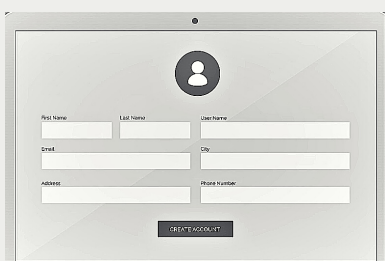 First Name Last Name User Name
Email City
Address Phone Number
CREATE ACCOUNT